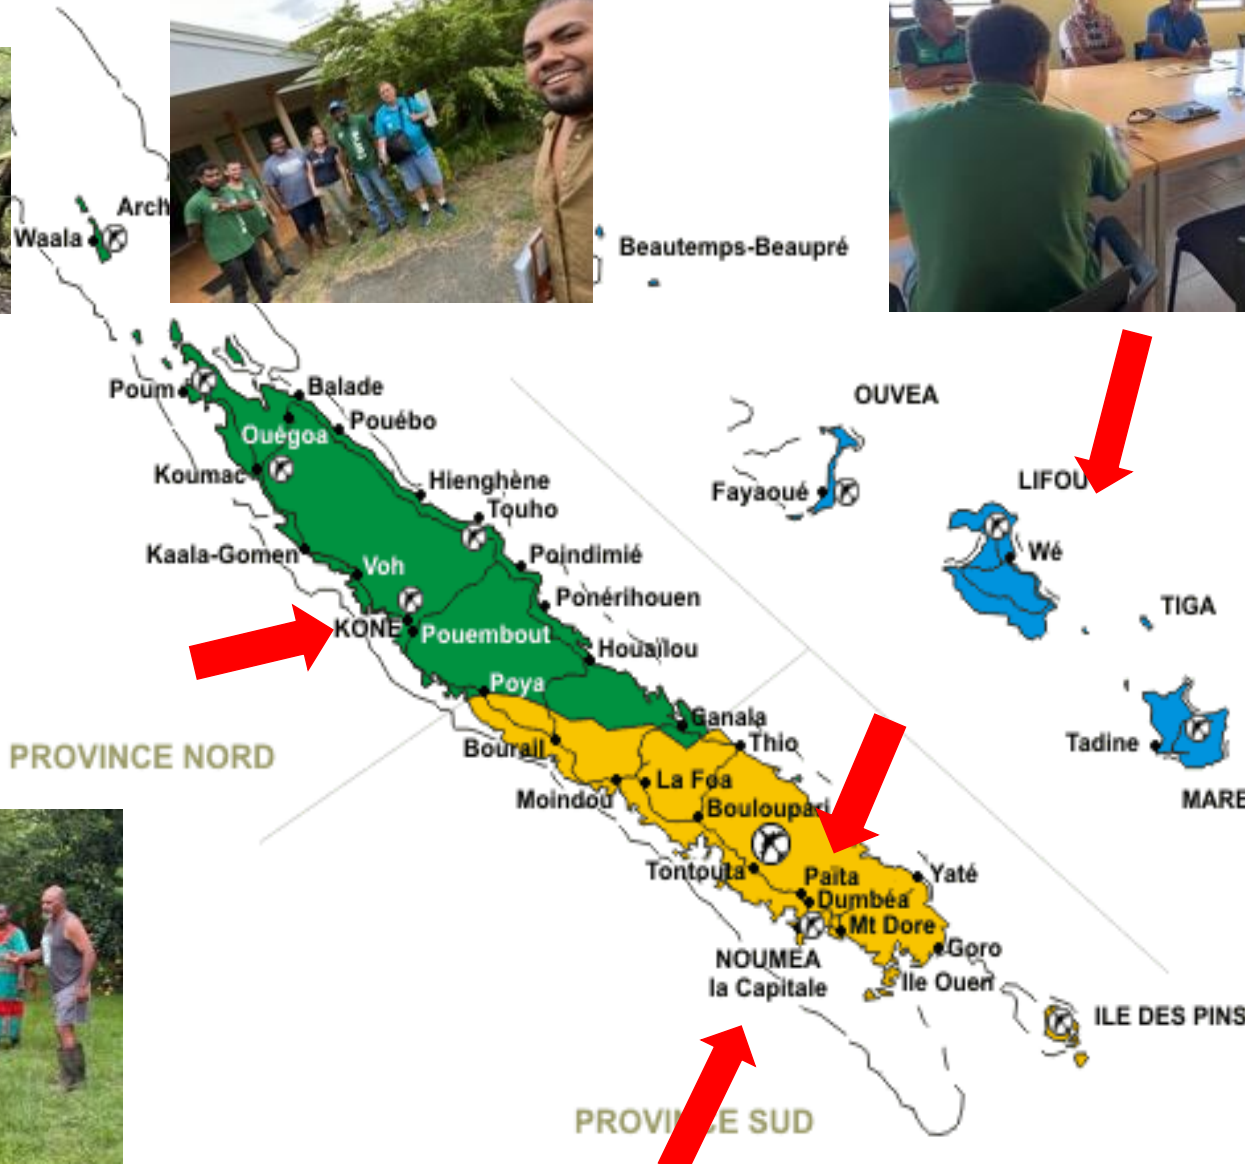 Arch
Waala
Beautemps-Beaupré
Poum
Balade
Pouébo
Ouégoa
Koumac
Hienghène
Touho
OUVEA
Fayaoué
LIFOU
Wé
Kaala-Gomen
Voh
Poindimié
Ponérihouen
TIGA
KONE
Pouembout
Houaïlou
Poya
Canala
Thio
Tadine
MARE
PROVINCE NORD
Bourail
La Foa
Moindou
Bouloupari
Tontouta
Païta
Yaté
Dumbéa
Mt Dore
Goro
NOUMEA
la Capitale
Ile Ouen
ILE DES PINS
PROVINCE SUD